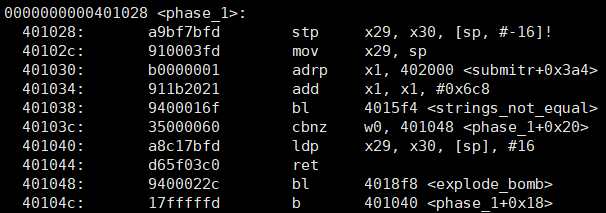 0000000000401028 <phase_1>:
401028: a9bf7bfd stp x29, x30, [sp, #-16]!
40102c: 910003fd mov x29, sp
401030: b0000001 adrp x1, 402000 <submitr+0x3a4>
401034: 911b2021 add x1, x1, #0x6c8
401038: 9400016f bl 4015f4 <strings_not_equal>
40103c: 35000060 cbnz w0, 401048 <phase_1+0x20>
401040: a8c17bfd ldp x29, x30, [sp], #16
401044: d65f03c0 ret
401048: 9400022c bl 4018f8 <explode_bomb>
40104c: 17fffffd b 401040 <phase_1+0x18>